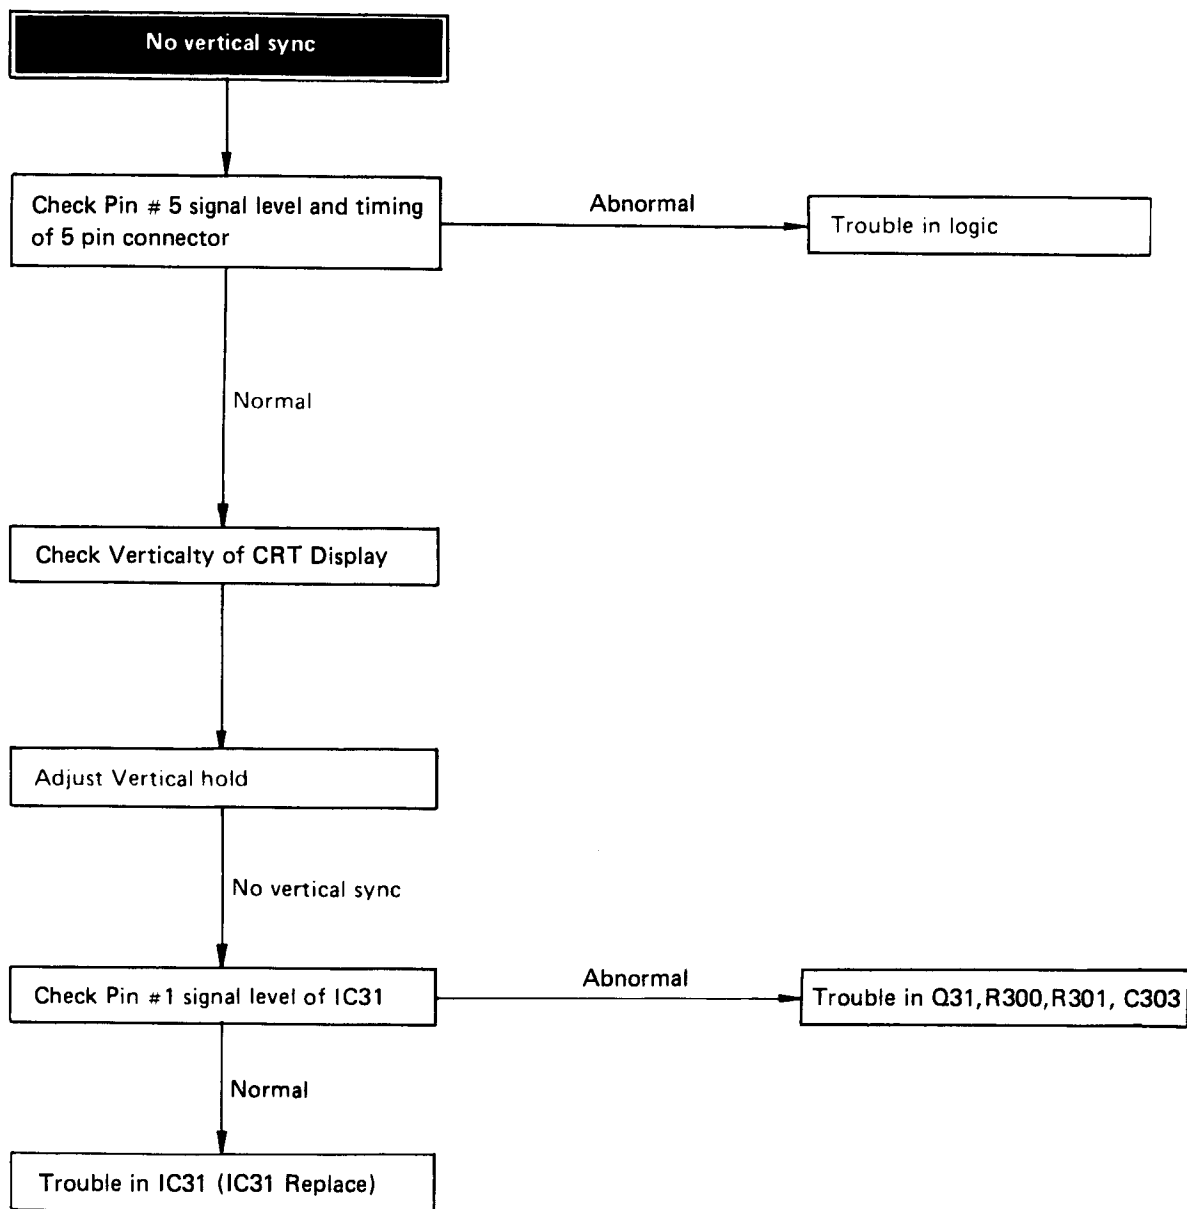 No vertical sync
Check Pin # 5 signal level and timing
of 5 pin connector
Abnormal
Trouble in logic
Normal
Check Verticalty of CRT Display
Adjust Vertical hold
No vertical sync
Check Pin #1 signal level of IC31
Abnormal
Trouble in Q31,R300,R301, C303
Normal
Trouble in IC31 (IC31 Replace)